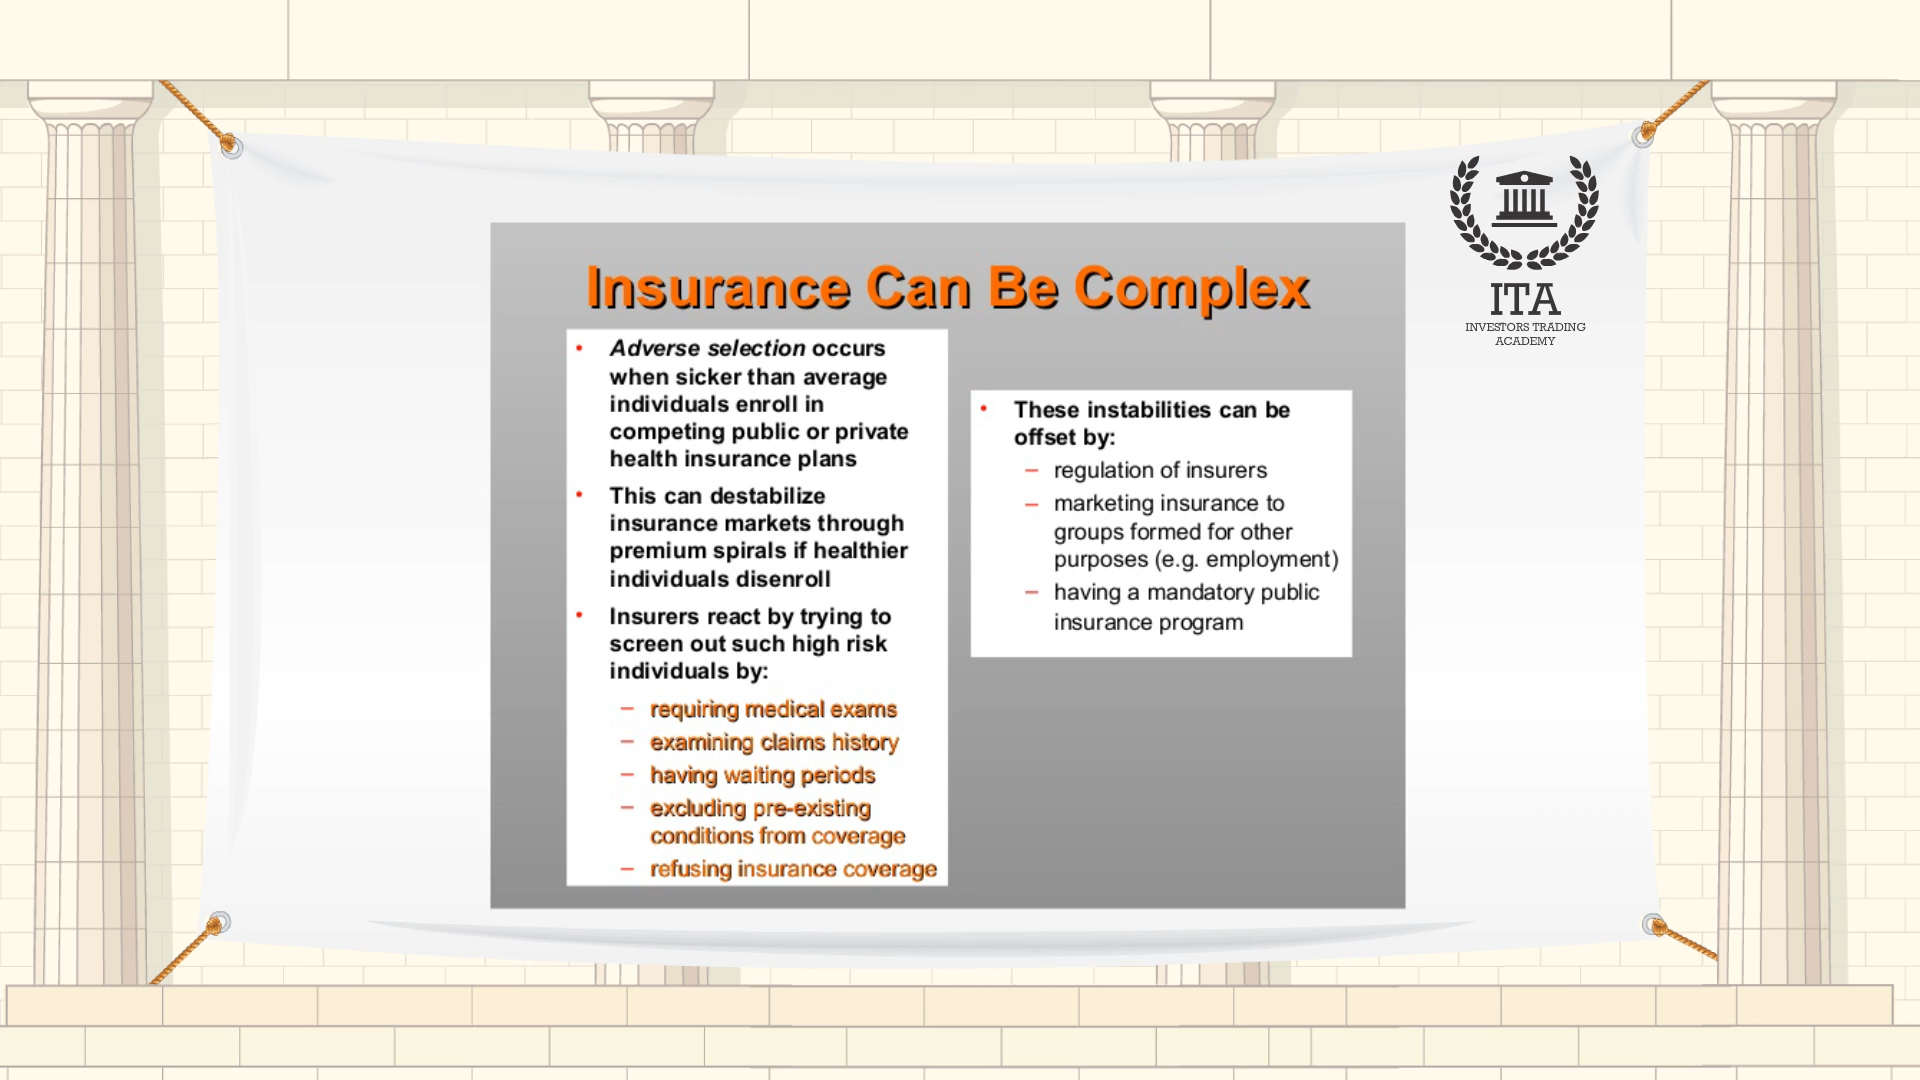 Insurance Can Be Complex
• Adverse selection occurs
when sicker than average
individuals enroll in
competing public or private
health insurance plans
• This can destabilize
insurance markets through
premium spirals if healthier
individuals disenroll
• Insurers react by trying to
screen out such high risk
individuals by:
– requiring medical exams
– examining claims history
– having waiting periods
– excluding pre-existing
conditions from coverage
– refusing insurance coverage
• These instabilities can be
offset by:
– regulation of insurers
– marketing insurance to
groups formed for other
purposes (e.g. employment)
– having a mandatory public
insurance program
ITA
INVESTORS TRADING
ACADEMY